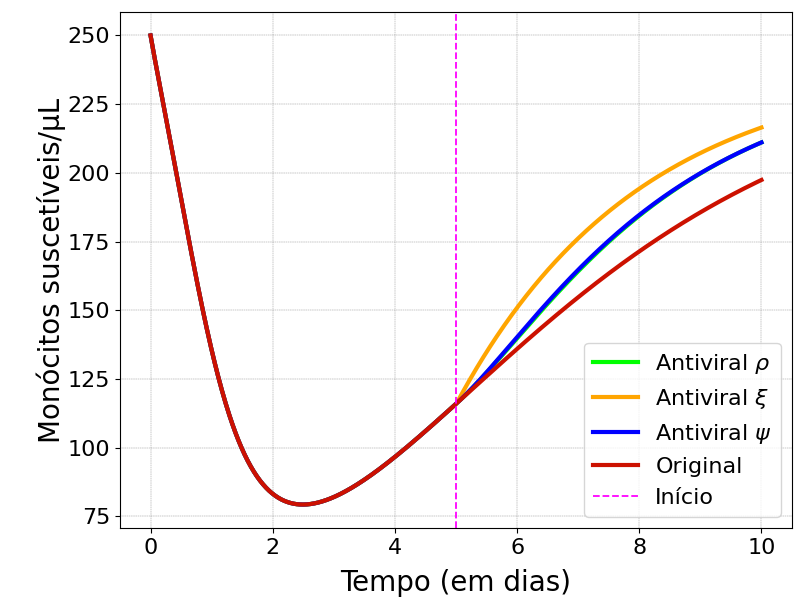 250
225
200
175
150
125
100
75
Monócitos suscetíveis/μL
0 2 4 6 8 10
Tempo (em dias)
Antiviral ρ
Antiviral ξ
Antiviral ψ
Original
Início